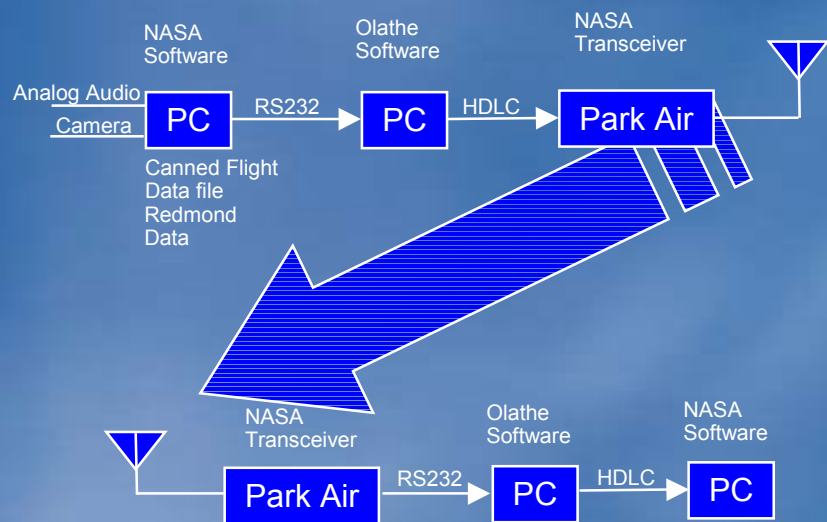 NASA
Software
Olathe
Software
NASA
Transceiver
Analog Audio
Camera
PC
RS232
PC
HDLC
Park Air
Canned Flight
Data file
Redmond
Data
NASA
Transceiver
Olathe
Software
NASA
Software
Park Air
RS232
PC
HDLC
PC